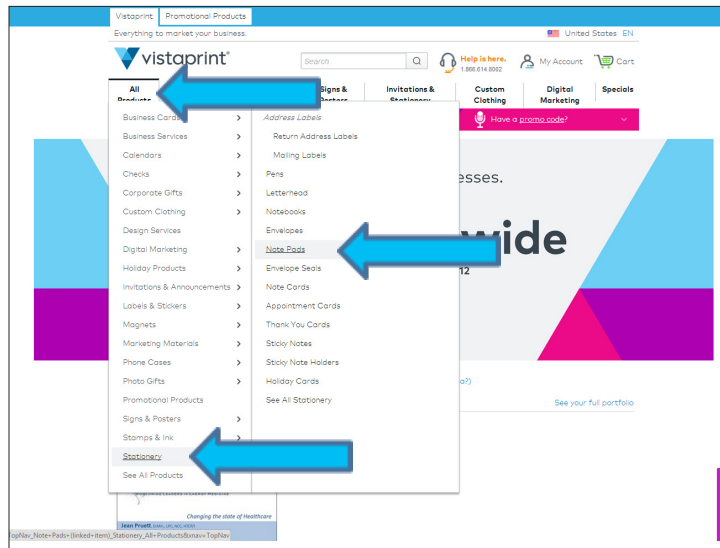 Vistaprint Promotional Products
Everything to market your business.
United States EN
vistaprint®
Search
Help is here.
1.866.614.8002
My Account
Cart
All
Products
Signs &
Posters
Invitations &
Stationery
Custom
Clothing
Digital
Marketing
Specials
Have a promo code?
Business Cards
Business Services
Calendars
Checks
Corporate Gifts
Custom Clothing
Design Services
Digital Marketing
Holiday Products
Invitations & Announcements
Labels & Stickers
Magnets
Marketing Materials
Phone Cases
Photo Gifts
Promotional Products
Signs & Posters
Stamps & Ink
Stationery
See All Products
Address Labels
Return Address Labels
Mailing Labels
Pens
Letterhead
Notebooks
Envelopes
Note Pads
Envelope Seals
Note Cards
Appointment Cards
Thank You Cards
Sticky Notes
Sticky Note Holders
Holiday Cards
See All Stationery
esses.
wide
12
a?)
See your full portfolio
Changing the state of Healthcare
Jean Pruett
TopNav_Note+Pads+(linked+item)_Stationery_All+Products&xnav=TopNav